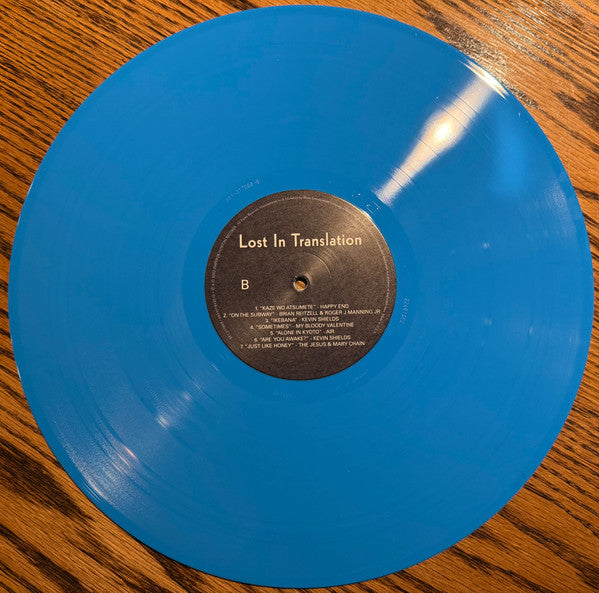 Lost In Translation
B
1. "KAZE WO ATSUMETE" - HAPPY END
2. "ON THE SUBWAY" - BRIAN REITZELL & ROGER J MANNING JR
3. "IKEBANA" - KEVIN SHIELDS
4. "SOMETIMES" - MY BLOODY VALENTINE
5. "ALONE IN KYOTO" - AIR
6. "ARE YOU AWAKE?" - KEVIN SHIELDS
7. "JUST LIKE HONEY" - THE JESUS & MARY CHAIN